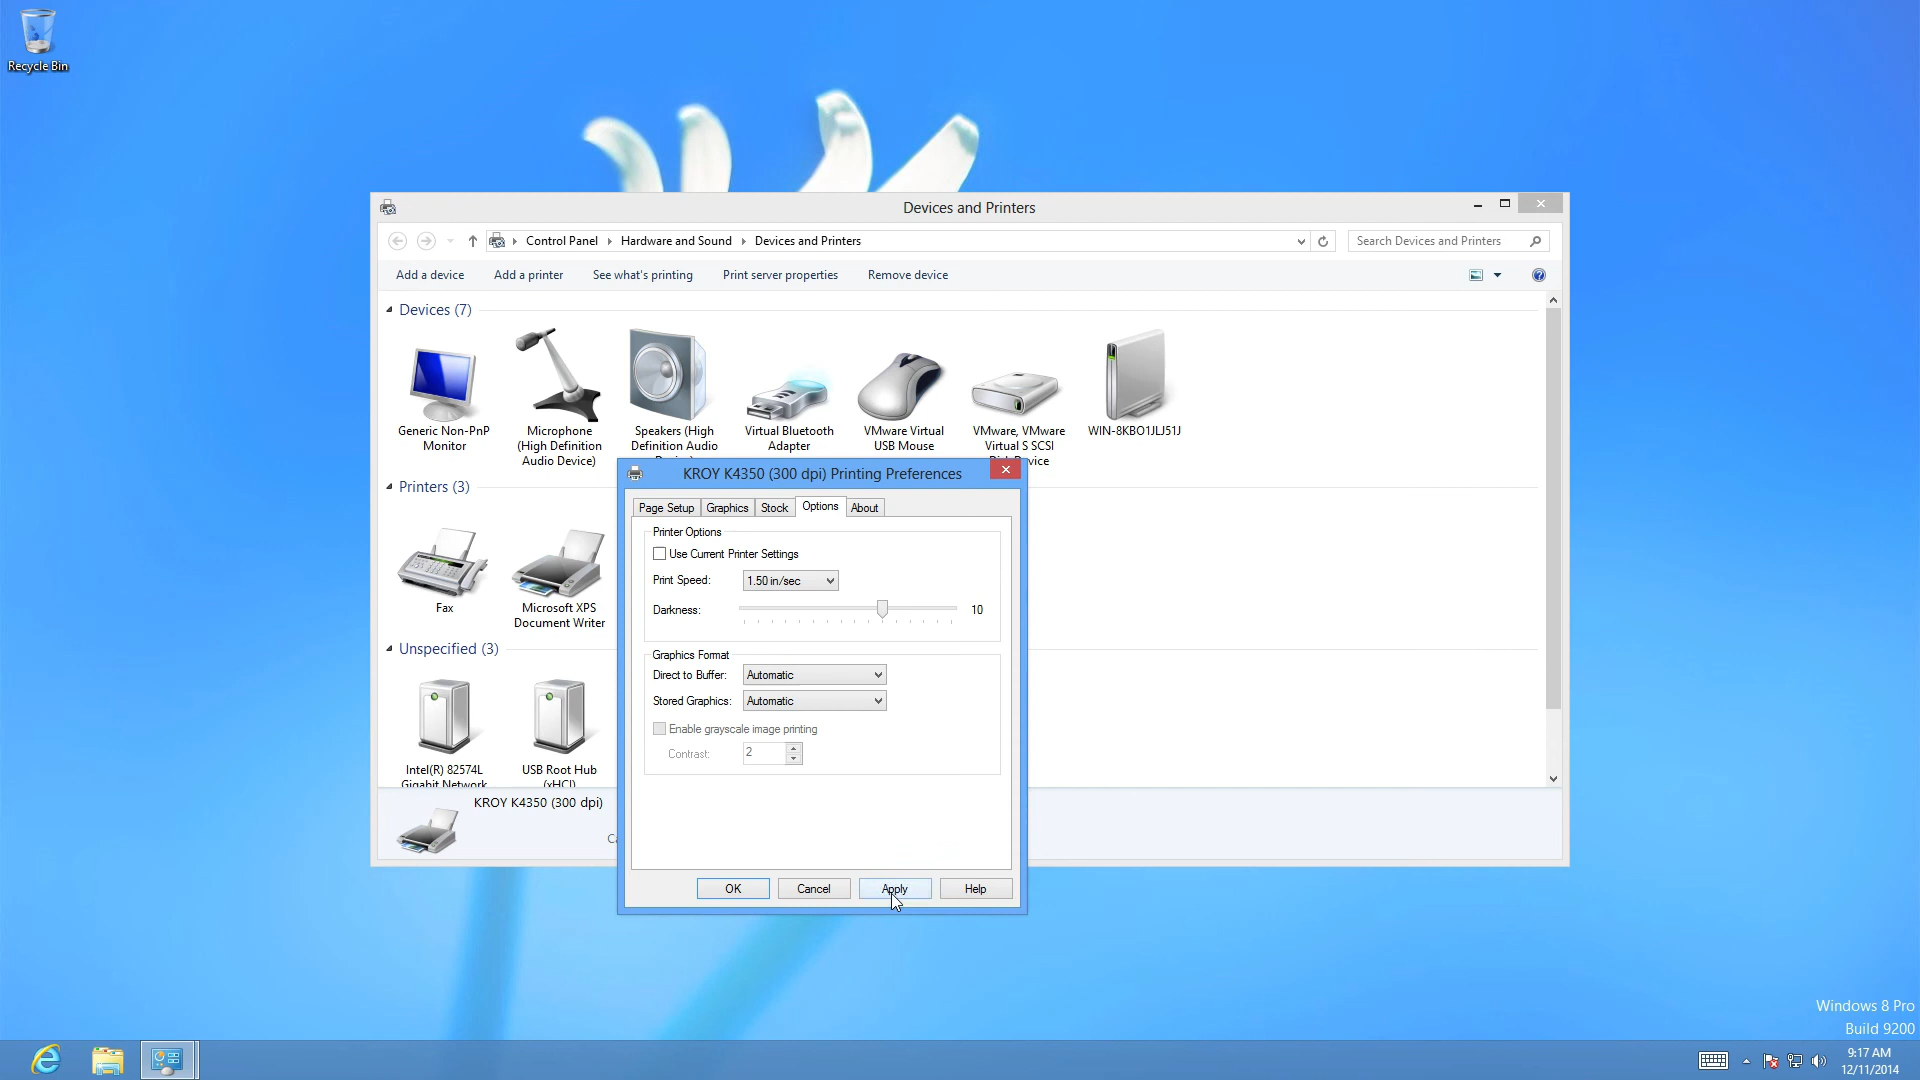 Recycle Bin
Devices and Printers
Control Panel
Hardware and Sound
Devices and Printers
Search Devices and Printers
Add a device
Add a printer
See what's printing
Print server properties
Remove device
Devices (7)
Generic Non-PnP
Monitor
Microphone
(High Definition
Audio Device)
Speakers (High
Definition Audio
Virtual Bluetooth
Adapter
VMware Virtual
USB Mouse
VMware, VMware
Virtual S SCSI
WIN-8KBO1JLJ51J
Printers (3)
Fax
Microsoft XPS
Document Writer
Unspecified (3)
Intel(R) 82574L
Gigabit Network
USB Root Hub
(xHCI)
KROY K4350 (300 dpi)
KROY K4350 (300 dpi) Printing Preferences
Page Setup
Graphics
Stock
Options
About
Printer Options
Use Current Printer Settings
Print Speed:
1.50 in/sec
Darkness:
10
Graphics Format
Direct to Buffer:
Automatic
Stored Graphics:
Automatic
Enable grayscale image printing
Contrast:
2
OK
Cancel
Apply
Help
Windows 8 Pro
Build 9200
9:17 AM
12/11/2014